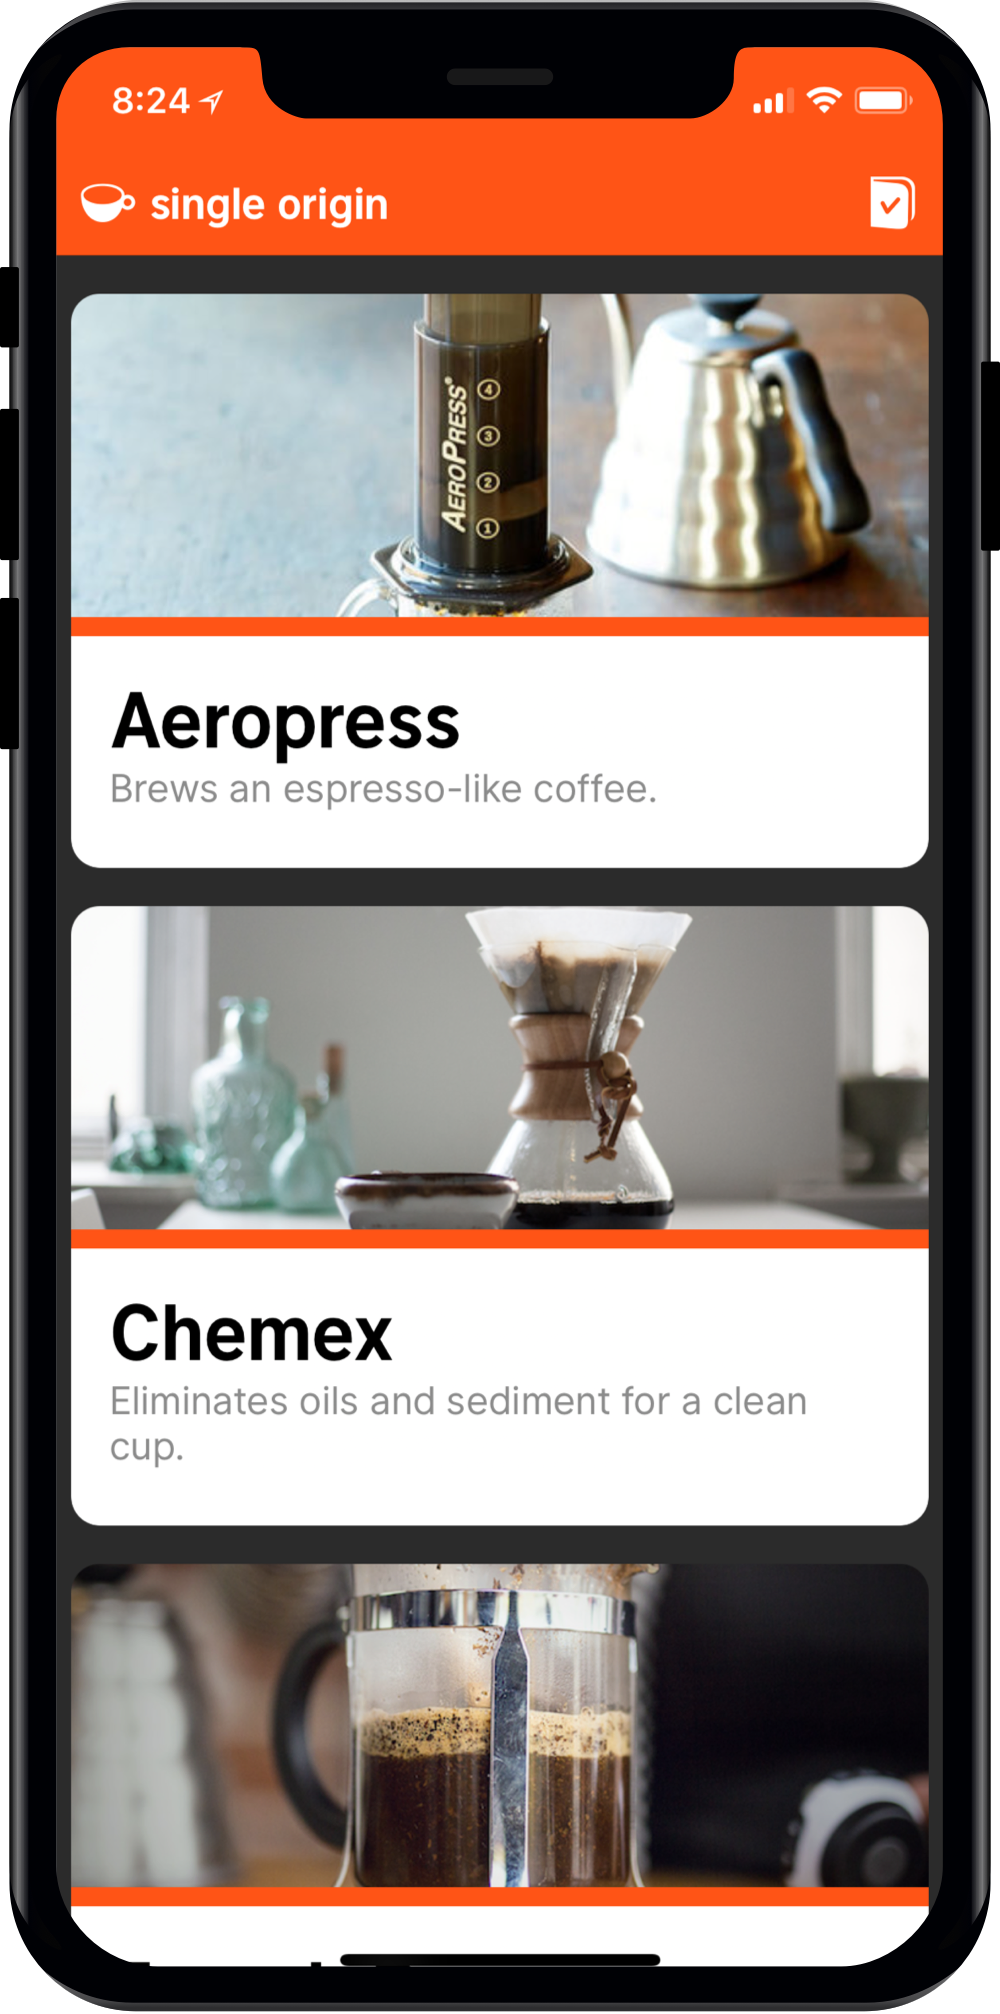 8:24
single origin
AEROPRESS®
4
3
2
1
Aeropress
Brews an espresso-like coffee.
Chemex
Eliminates oils and sediment for a clean
cup.